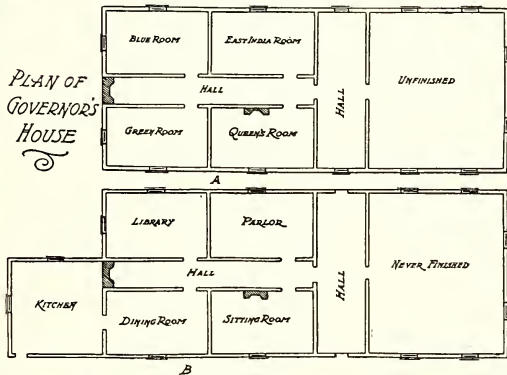 PLAN OF
GOVERNOR'S
HOUSE
BLUE ROOM
EAST INDIA ROOM
HALL
HALL
UNFINISHED
GREEN ROOM
QUEEN'S ROOM
A
LIBRARY
PARLOR
HALL
HALL
NEVER FINISHED
KITCHEN
DINING ROOM
SITTING ROOM
B